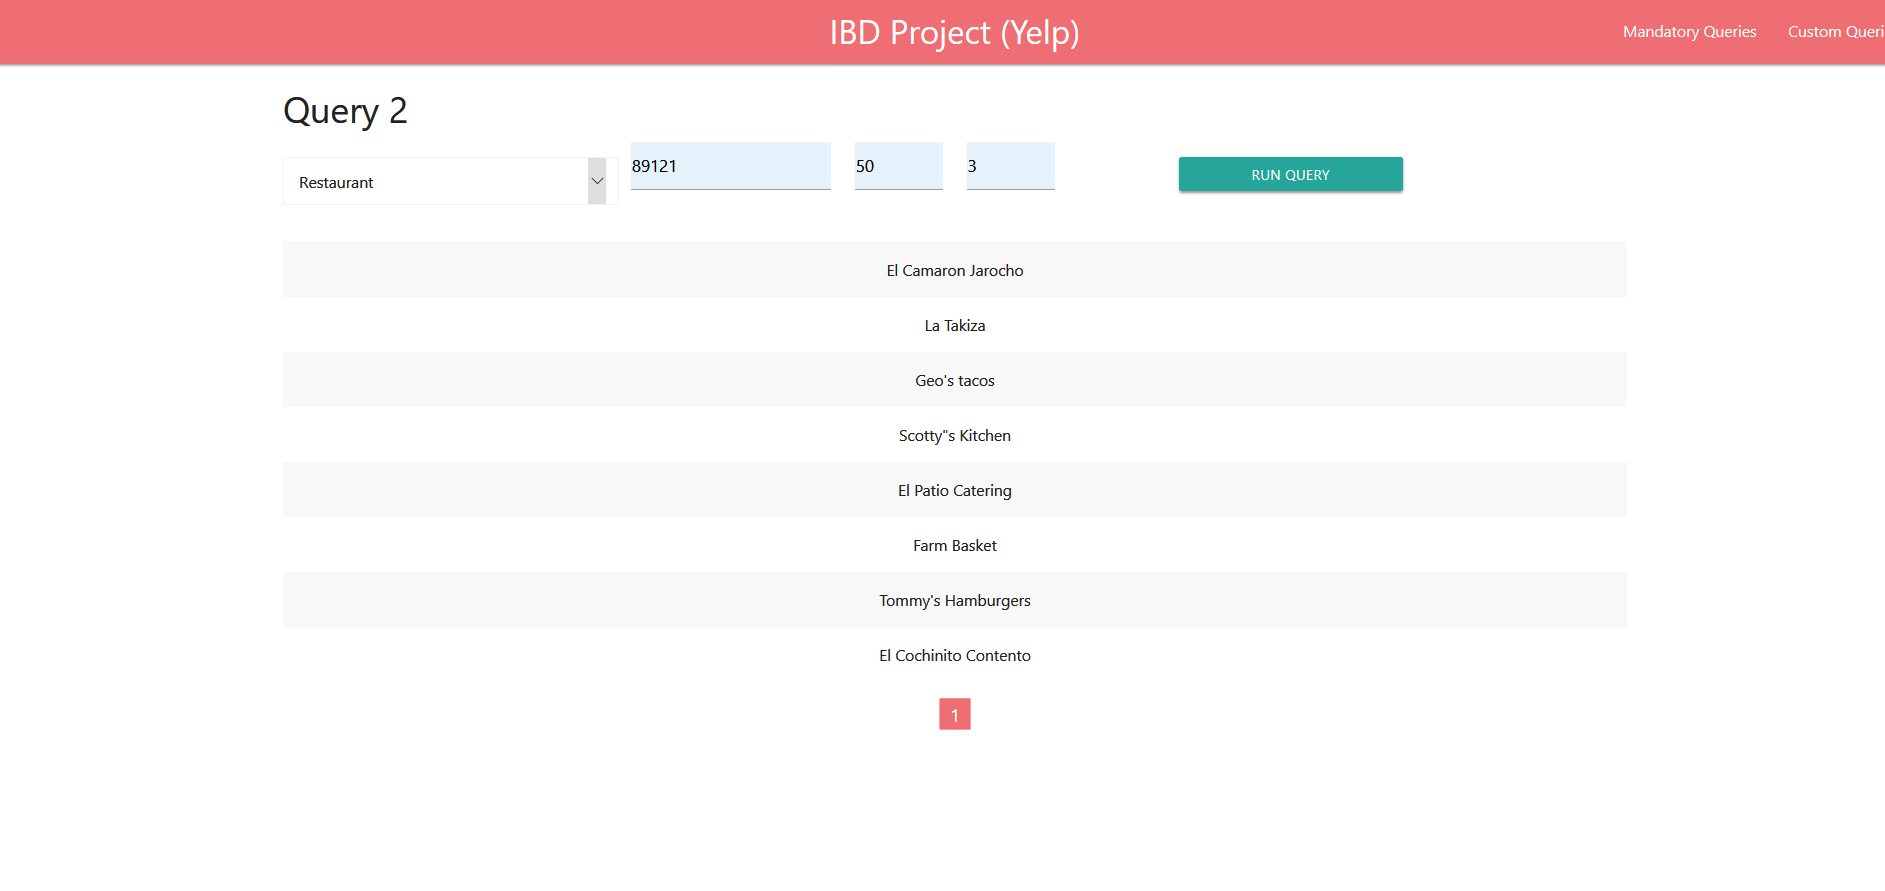 IBD Project (Yelp)
Mandatory Queries
Custom Queri
Query 2
Restaurant
89121
50
3
RUN QUERY
El Camaron Jarocho
La Takiza
Geo's tacos
Scotty"s Kitchen
El Patio Catering
Farm Basket
Tommy's Hamburgers
El Cochinito Contento
1